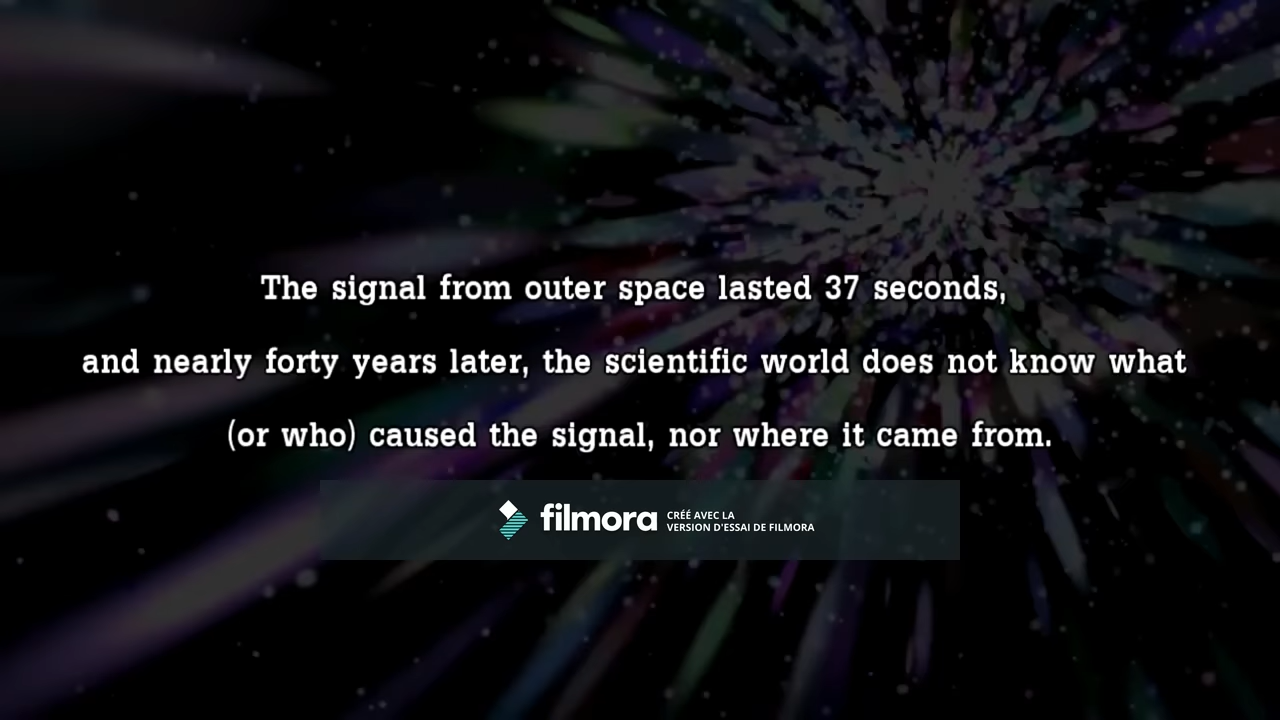 The signal from outer space lasted 37 seconds,
and nearly forty years later, the scientific world does not know what
(or who) caused the signal, nor where it came from.
filmora
CRÉÉ AVEC LA
VERSION D'ESSAI DE FILMORA